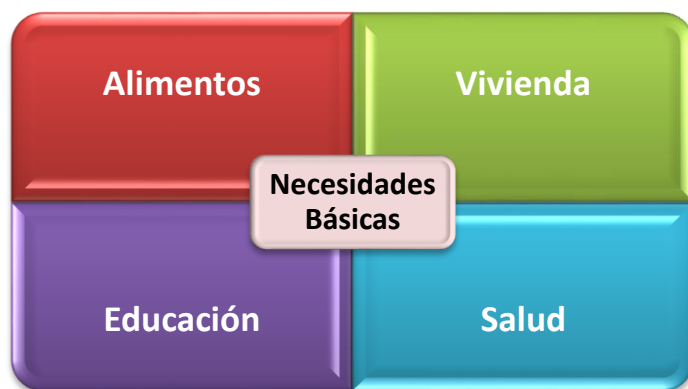 Alimentos
Vivienda
Necesidades
Básicas
Educación
Salud